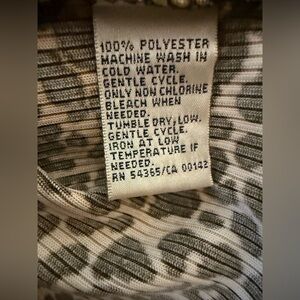 100% POLYESTER
MACHINE WASH IN
COLD WATER.
GENTLE CYCLE.
ONLY NON CHLORINE
BLEACH WHEN
NEEDED.
TUMBLE DRY, LOW.
GENTLE CYCLE.
IRON AT LOW
TEMPERATURE IF
NEEDED.
RN 54365/CA 00142